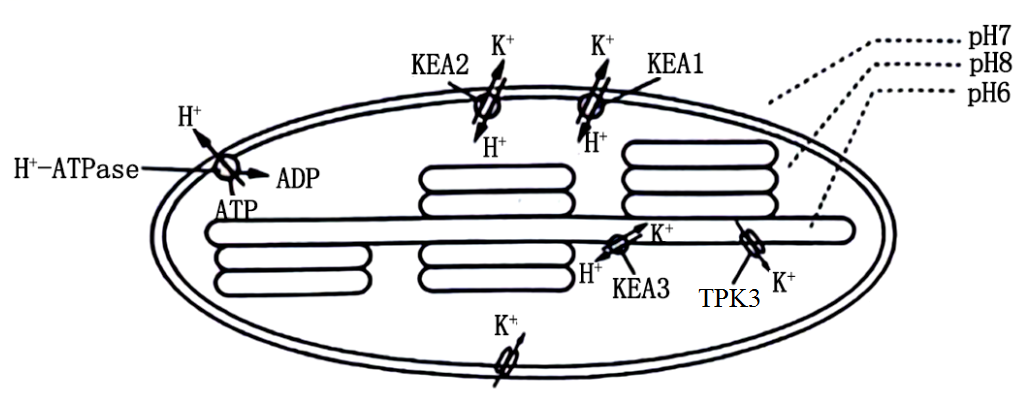 K⁺
K⁺
pH7
KEA2
KEA1
pH8
pH6
H⁺
H⁺
H⁺
H⁺-ATPase
ADP
ATP
K⁺
H⁺
KEA3
TPK3
K⁺
K⁺